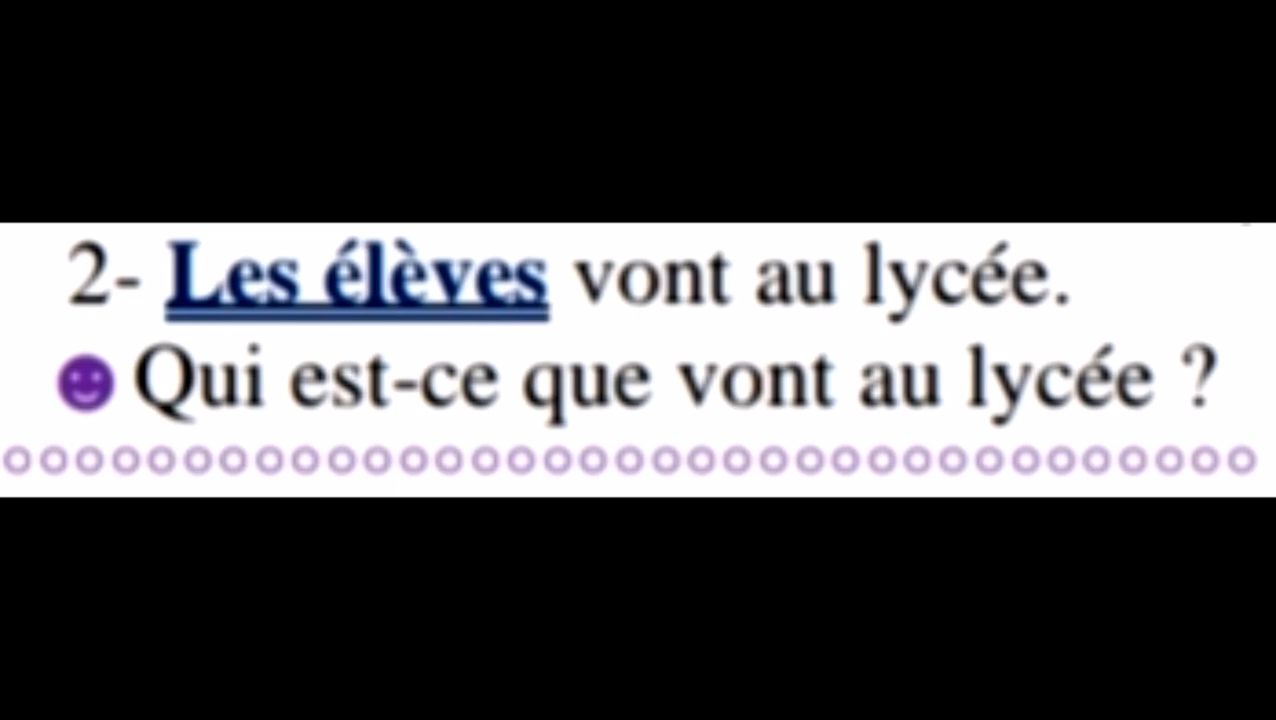 2- Les élèves vont au lycée.
Qui est-ce que vont au lycée ?